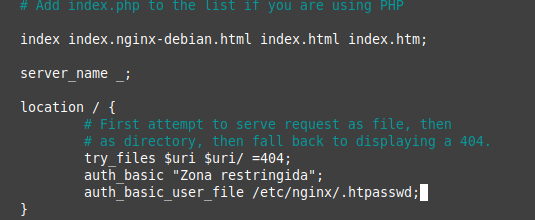 # Add index.php to the list if you are using PHP
index index.nginx-debian.html index.html index.htm;
server_name _;
location / {
# First attempt to serve request as file, then
# as directory, then fall back to displaying a 404.
try_files $uri $uri/ =404;
auth_basic "Zona restringida";
auth_basic_user_file /etc/nginx/.htpasswd;
}